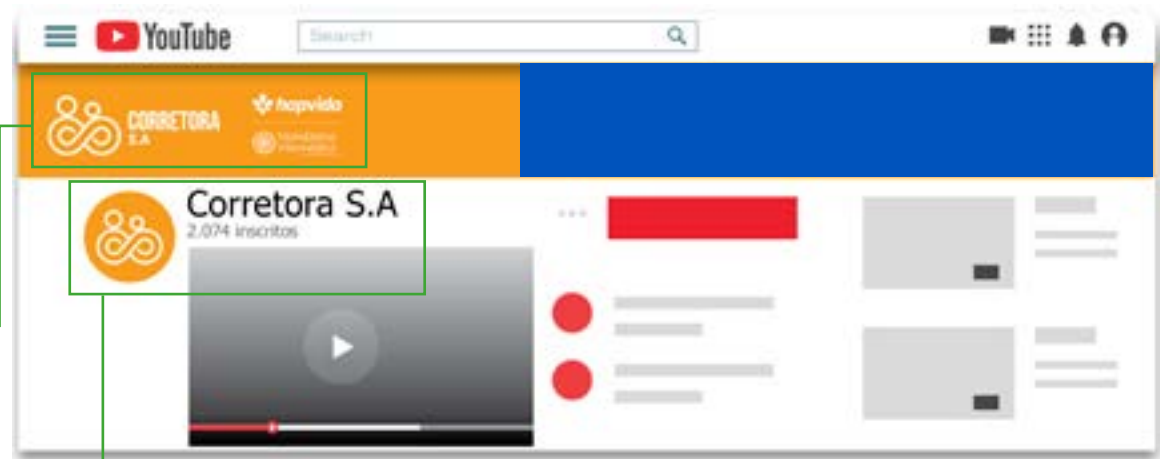 YouTube
Search
CORRETORA
S.A
hapvida
Corretora S.A
2.074 inscritos